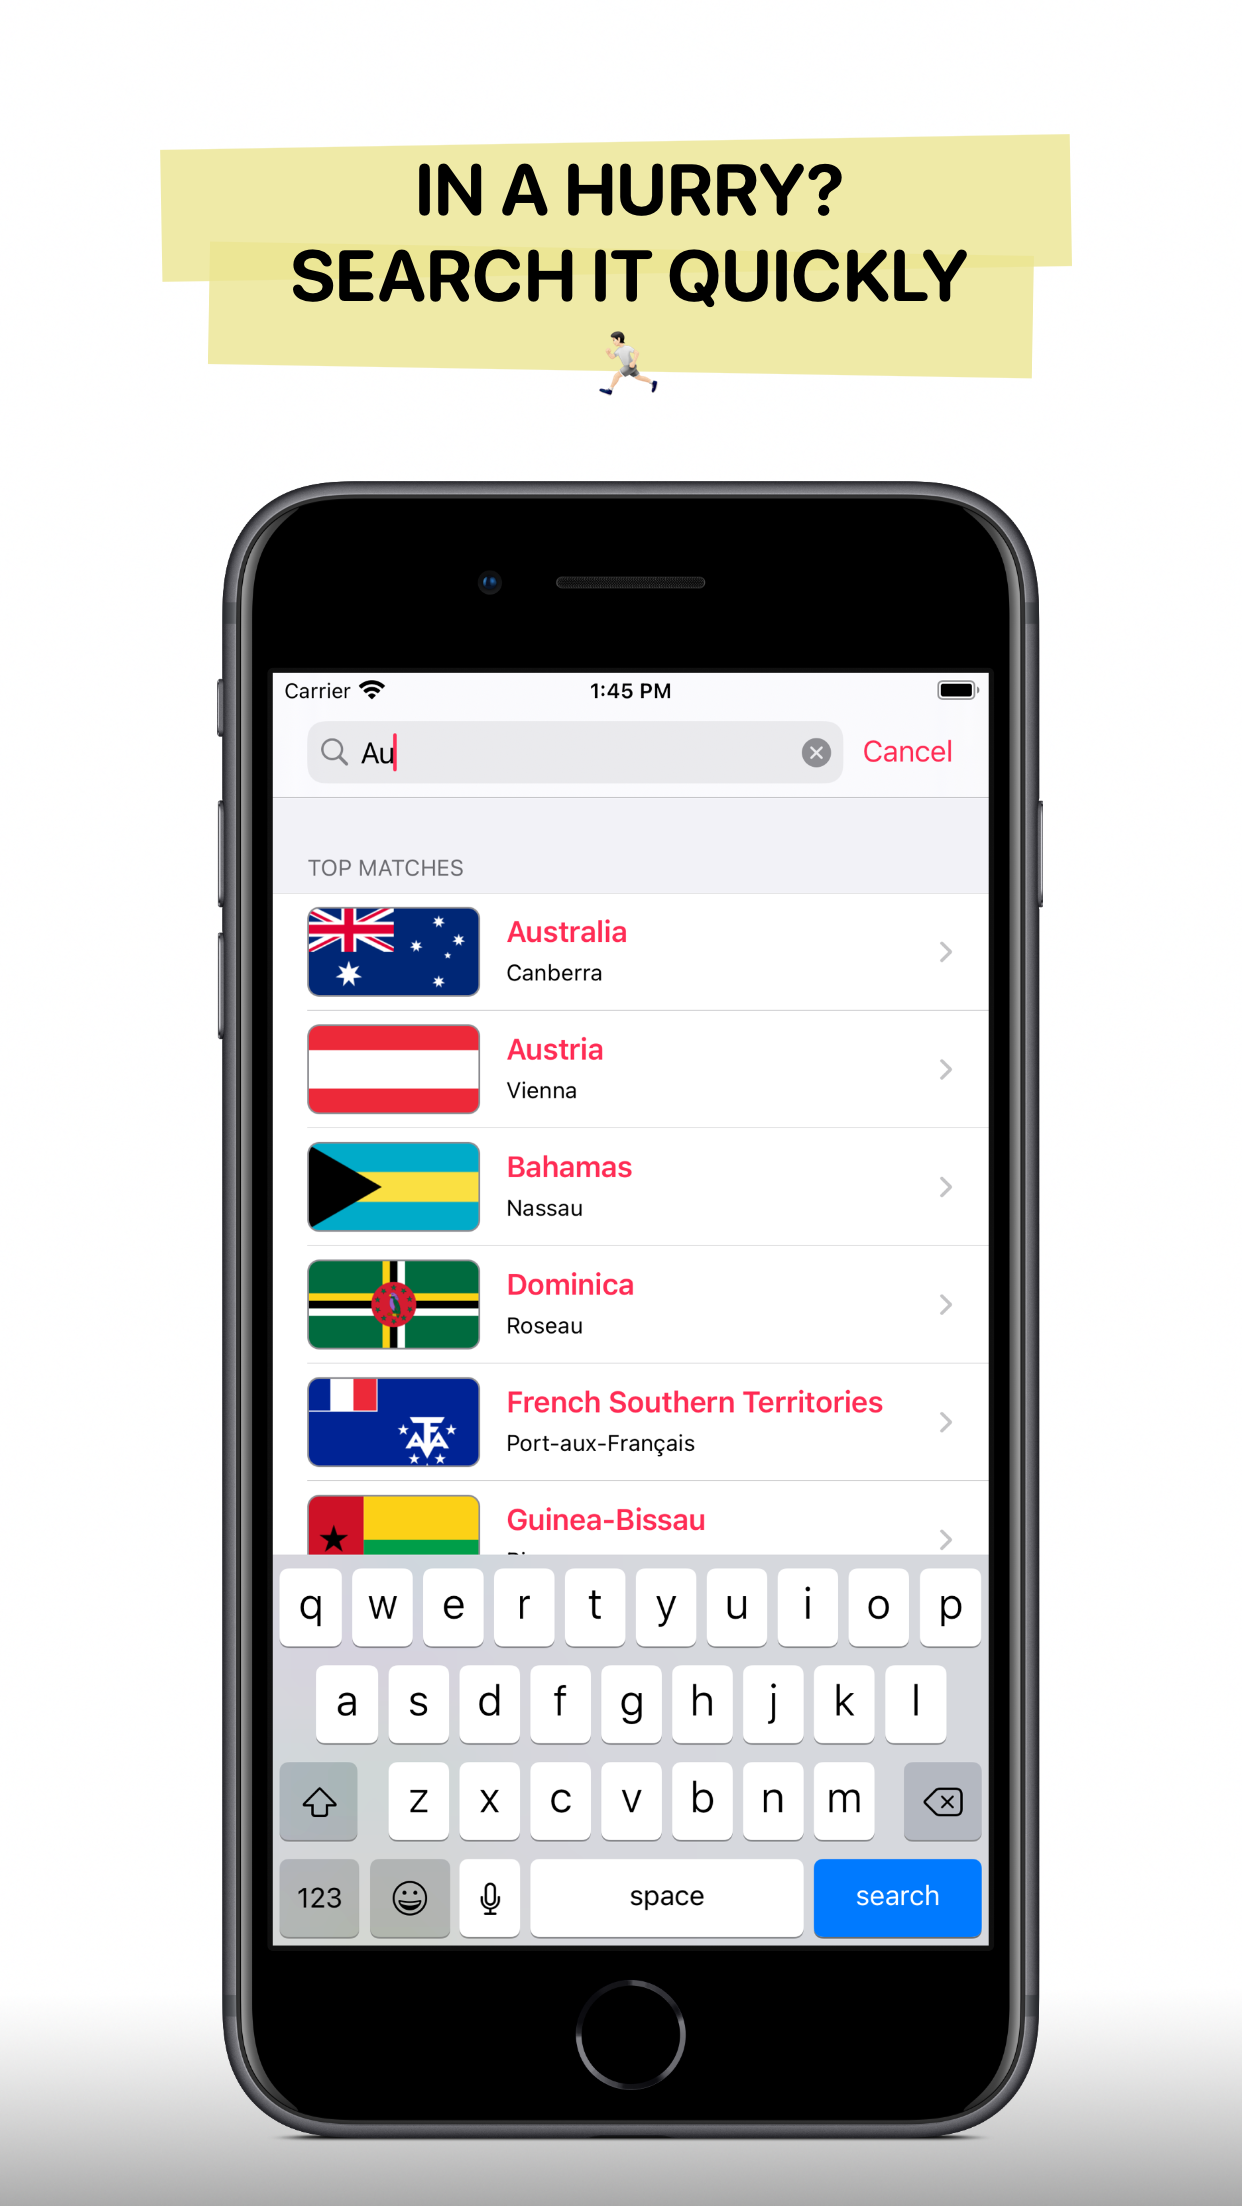 IN A HURRY?
SEARCH IT QUICKLY
Carrier 1:45 PM
Au Cancel
TOP MATCHES
Australia
Canberra
Austria
Vienna
Bahamas
Nassau
Dominica
Roseau
French Southern Territories
Port-aux-Français
Guinea-Bissau
q w e r t y u i o p
a s d f g h j k l
z x c v b n m
123 space search